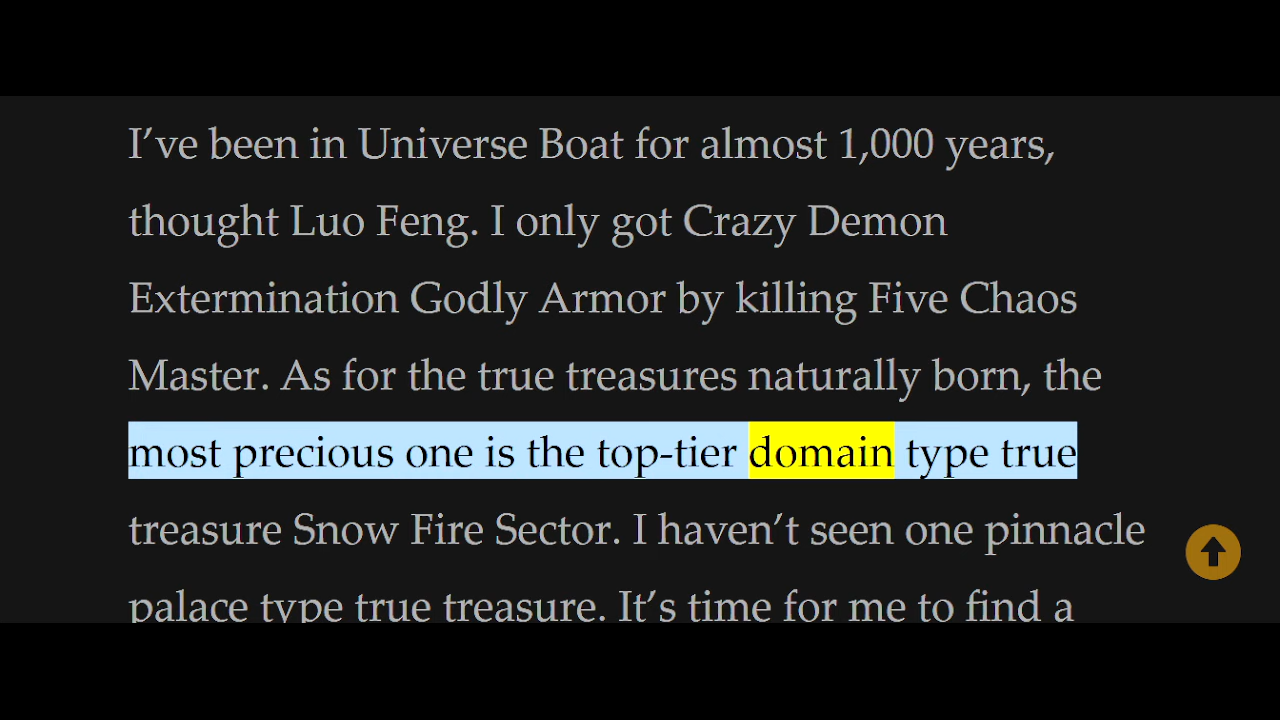 I’ve been in Universe Boat for almost 1,000 years,
thought Luo Feng. I only got Crazy Demon
Extermination Godly Armor by killing Five Chaos
Master. As for the true treasures naturally born, the
most precious one is the top-tier domain type true
treasure Snow Fire Sector. I haven’t seen one pinnacle
palace type true treasure. It’s time for me to find a